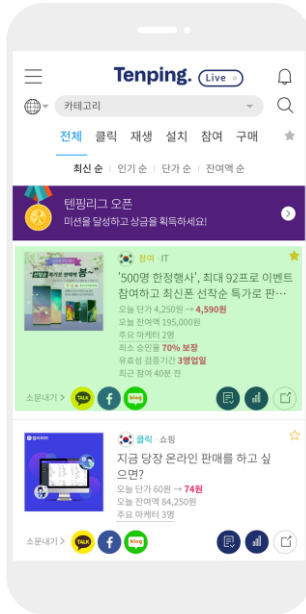 Tenping. Live
카테고리
전체 클릭 재생 설치 참여 구매
최신 순 인기 순 단가 순 잔여액 순
텐핑리그 오픈
미션을 달성하고 상금을 획득하세요!
참여 · IT
'500명 한정행사', 최대 92프로 이벤트
참여하고 최신폰 선착순 특가로 판…
오늘 단가 4,250원 → 4,590원
오늘 잔여액 195,000원
주요 마케터 2명
최소 승인율 70% 보장
유효성 검증기간 3영업일
최근 참여 40분 전
소문내기 > TALK f blog
클릭 · 쇼핑
지금 당장 온라인 판매를 하고 싶
으면?
오늘 단가 60원 → 74원
오늘 잔여액 84,250원
주요 마케터 3명
소문내기 > TALK f blog